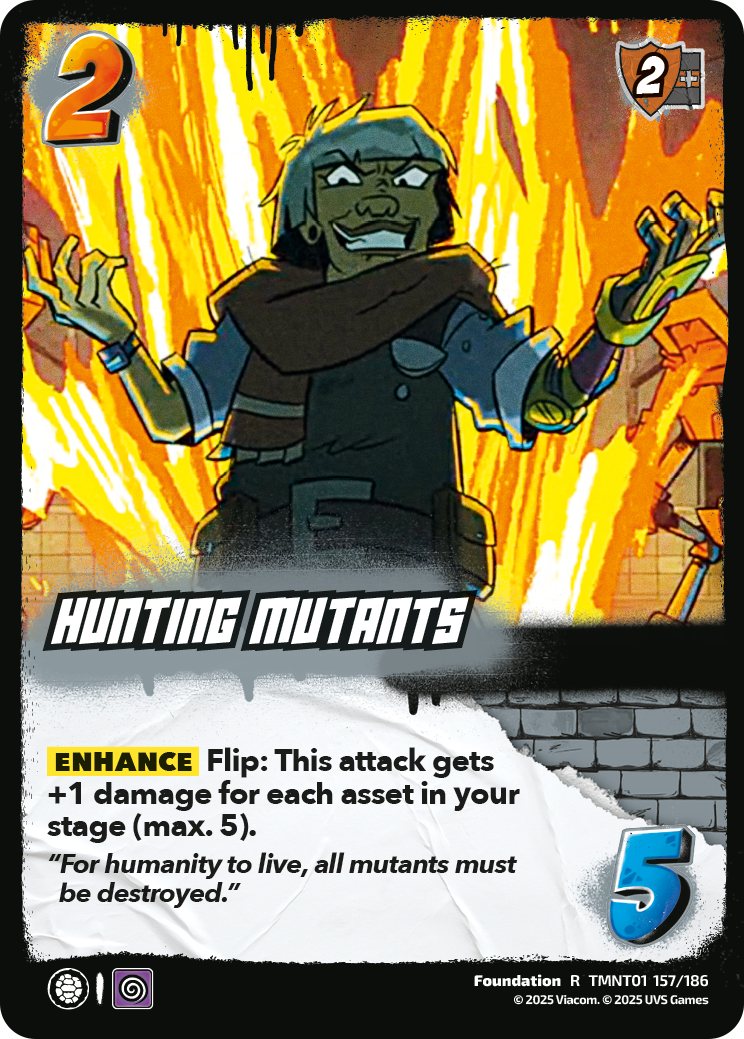 2
2
HUNTING MUTANTS
ENHANCE Flip: This attack gets
+1 damage for each asset in your
stage (max. 5).
“For humanity to live, all mutants must
be destroyed.”
5
Foundation R TMNT01 157/186
© 2025 Viacom. © 2025 UVS Games